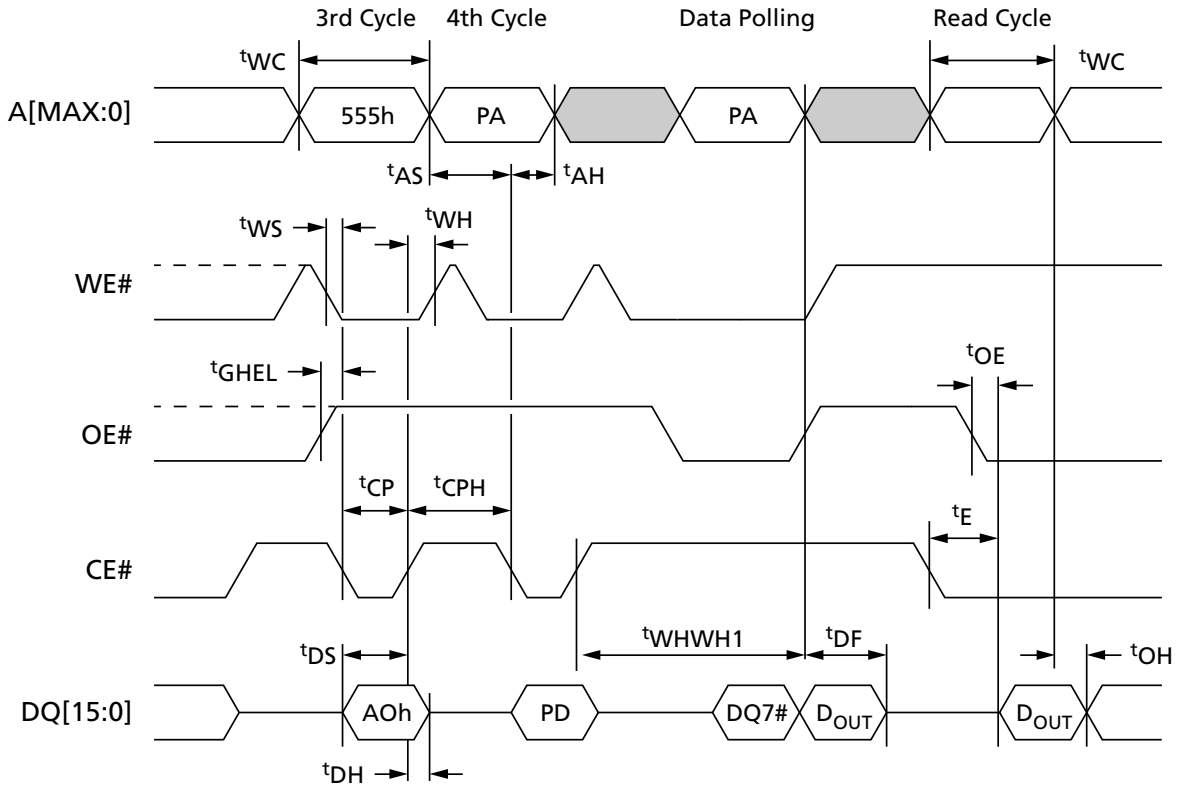 3rd Cycle 4th Cycle Data Polling Read Cycle
tWC tWC
A[MAX:0] 555h PA PA
tAS tAH
tWS tWH
WE#
tGHEL tOE
OE#
tCP tCPH tE
CE#
tDS tWHWH1 tDF tOH
DQ[15:0] AOh PD DQ7# DOUT DOUT
tDH